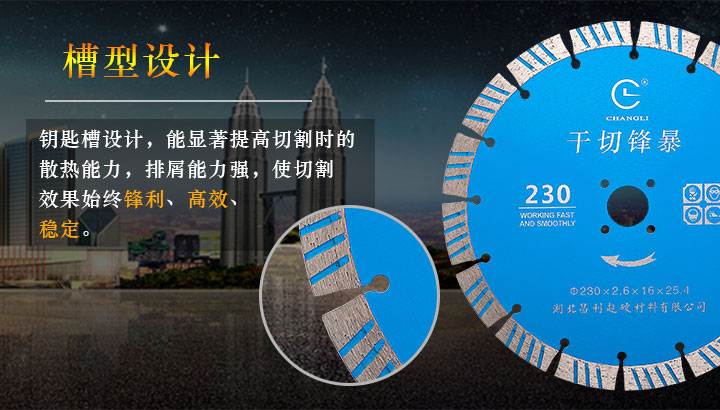 槽型设计
钥匙槽设计，能显著提高切割时的
散热能力，排屑能力强，使切割
效果始终锋利、高效、
稳定。
®
CHANGLI
干切锋暴
230
WORKING FAST
AND SMOOTHLY
Φ230×2.6×16×25.4
湖北昌利超硬材料有限公司